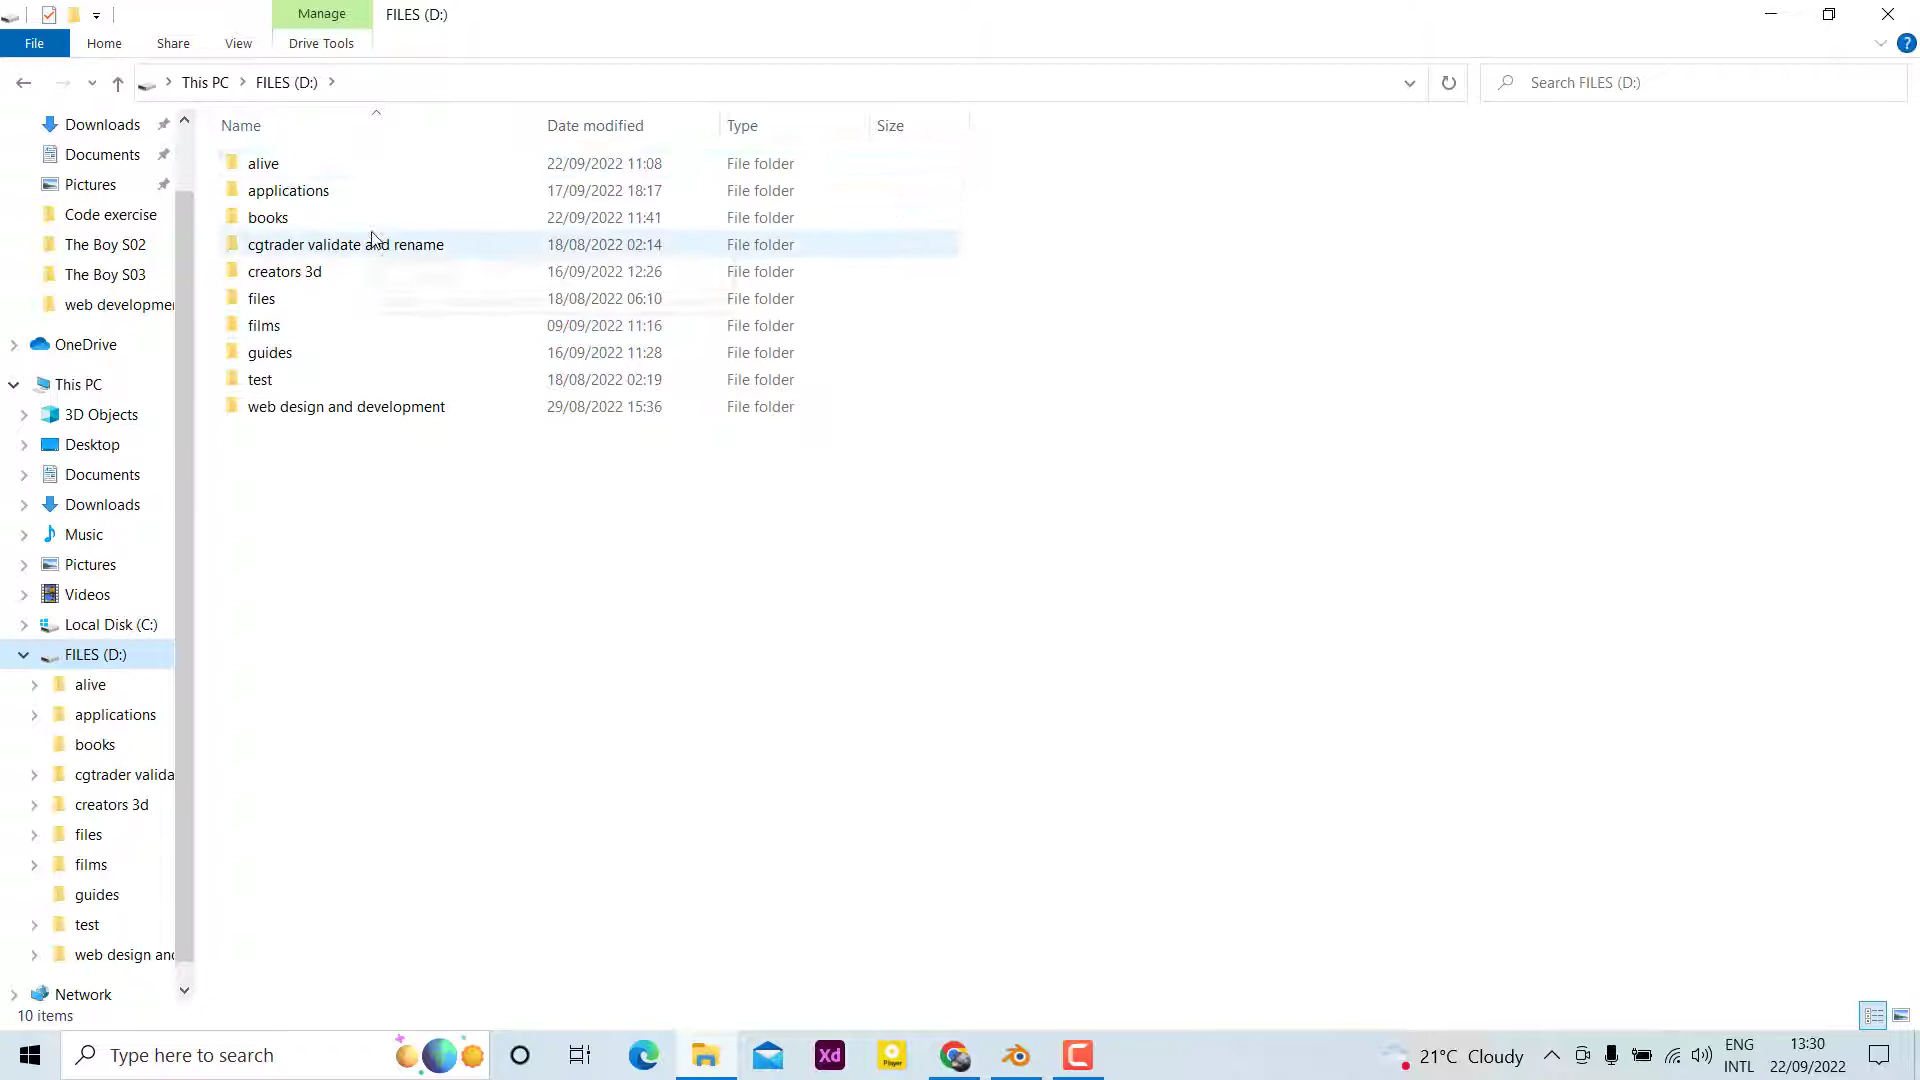 Manage
FILES (D:)
File
Home
Share
View
Drive Tools
?
This PC
FILES (D:)
Search FILES (D:)
Name
Date modified
Type
Size
alive 22/09/2022 11:08 File folder
applications 17/09/2022 18:17 File folder
books 22/09/2022 11:41 File folder
cgtrader validate and rename 18/08/2022 02:14 File folder
creators 3d 16/09/2022 12:26 File folder
files 18/08/2022 06:10 File folder
films 09/09/2022 11:16 File folder
guides 16/09/2022 11:28 File folder
test 18/08/2022 02:19 File folder
web design and development 29/08/2022 15:36 File folder
Downloads
Documents
Pictures
Code exercise
The Boy S02
The Boy S03
web developmer
OneDrive
This PC
3D Objects
Desktop
Documents
Downloads
Music
Pictures
Videos
Local Disk (C:)
FILES (D:)
alive
applications
books
cgtrader valida
creators 3d
files
films
guides
test
web design and
Network
10 items
Type here to search
Xd
Player
21°C Cloudy
ENG
INTL
13:30
22/09/2022